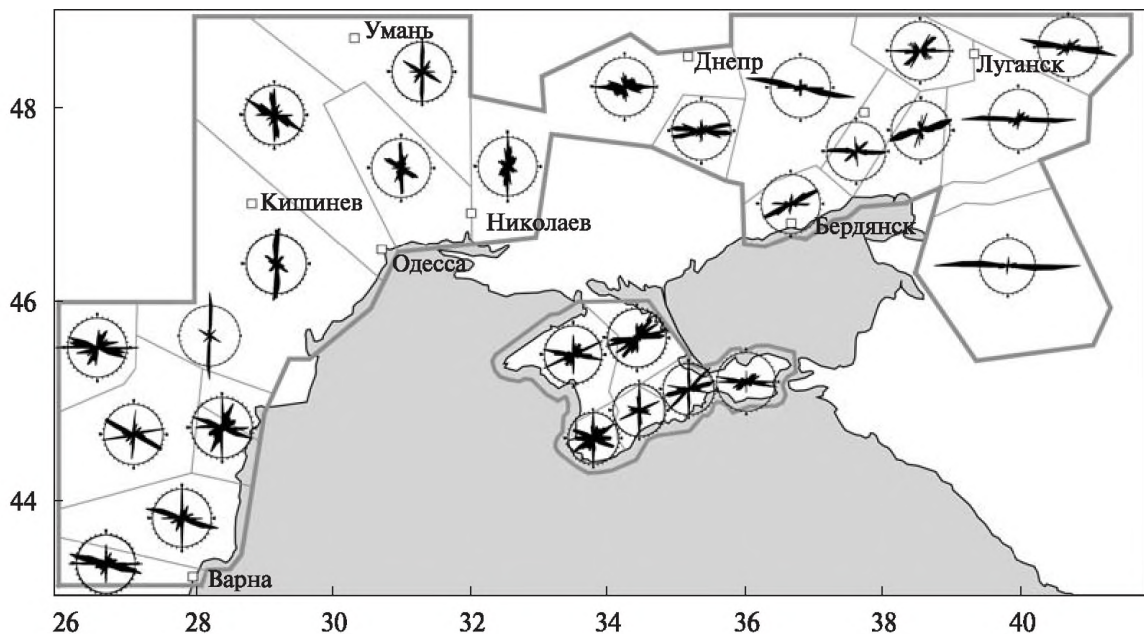 Умань
Днепр
Луганск
48
Кишинев
Николаев
Бердянск
Одесса
46
44
Варна
26 28 30 32 34 36 38 40